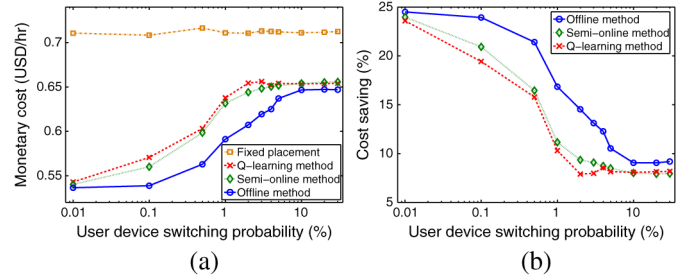 Monetary cost (USD/hr)
0.7
0.65
0.6
0.55
Fixed placement
Q-learning method
Semi-online method
Offline method
0.01 0.1 1 10
User device switching probability (%)
(a)
Cost saving (%)
25
20
15
10
5
Offline method
Semi-online method
Q-learning method
0.01 0.1 1 10
User device switching probability (%)
(b)